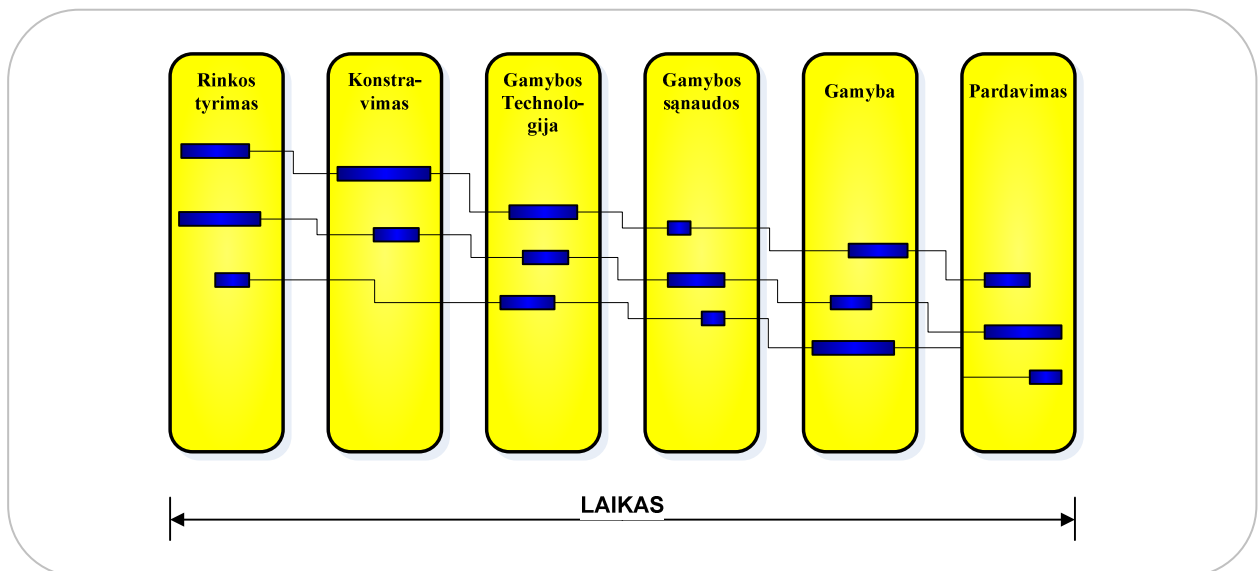 Rinkos
tyrimas
Konstra-
vimas
Gamybos
Technolo-
gija
Gamybos
sąnaudos
Gamyba
Pardavimas
LAIKAS